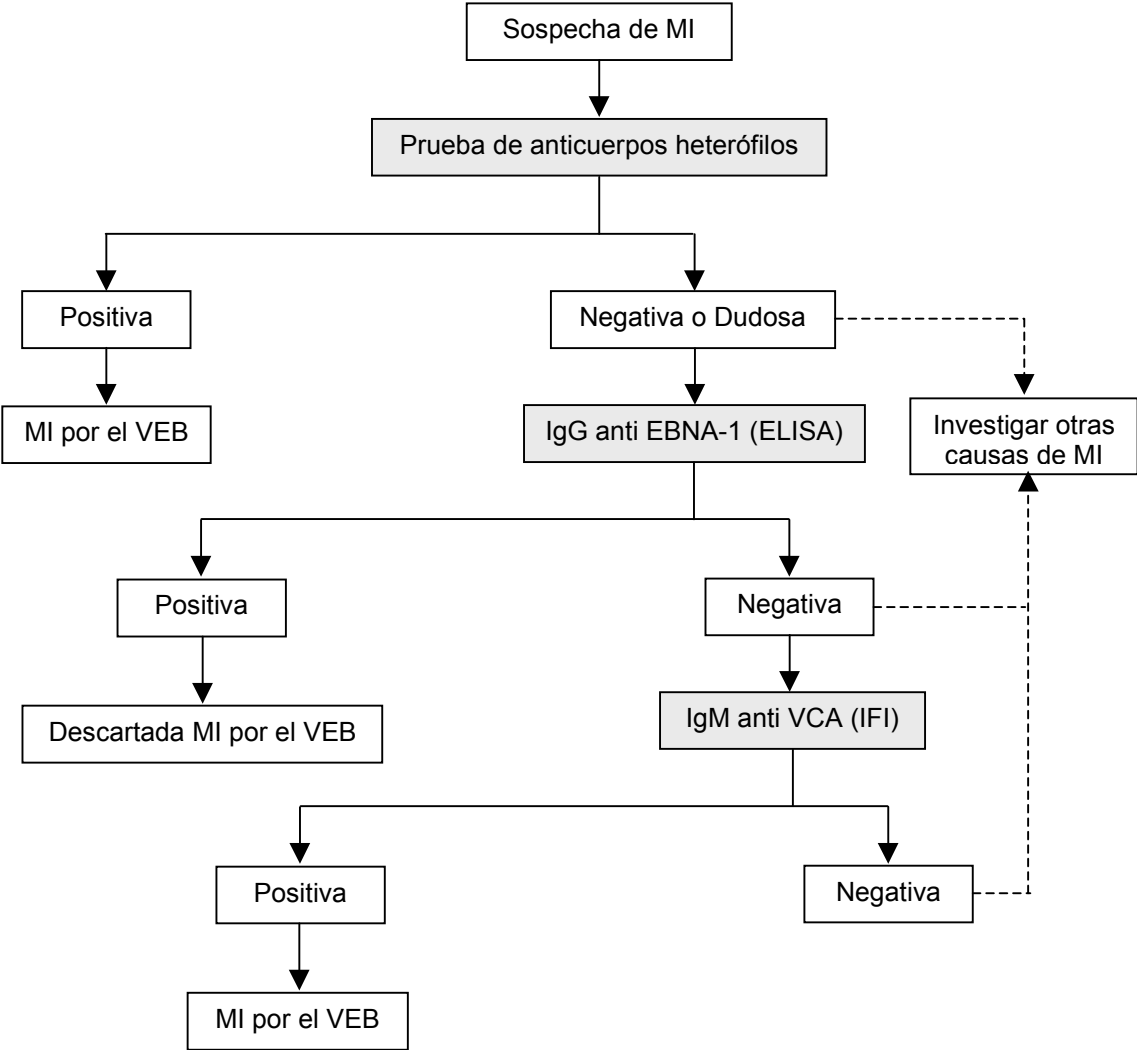 Sospecha de MI
Prueba de anticuerpos heterófilos
Positiva
Negativa o Dudosa
MI por el VEB
IgG anti EBNA-1 (ELISA)
Investigar otras
causas de MI
Positiva
Negativa
Descartada MI por el VEB
IgM anti VCA (IFI)
Positiva
Negativa
MI por el VEB